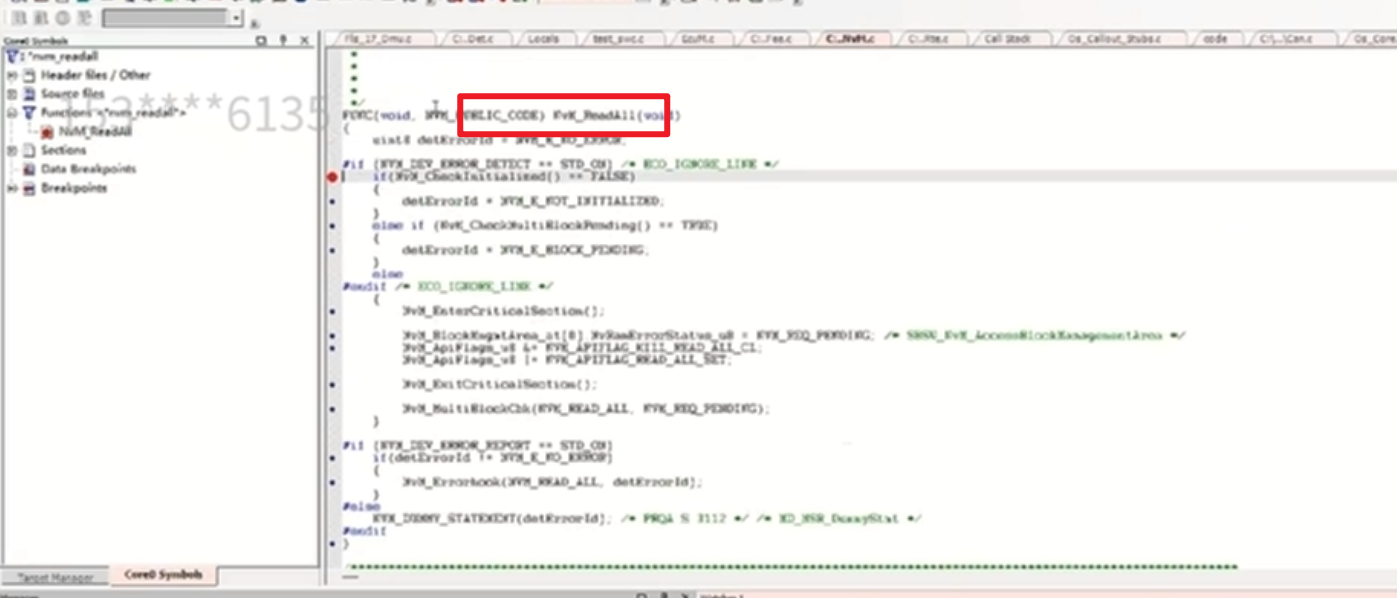 Core0 Symbols
"nvm_readall
Header files / Other
Source files
Functions <"nvm_readall">
NvM_ReadAll
Sections
Data Breakpoints
Breakpoints
Target Manager
Core0 Symbols
153****6135
Fls_17_Dmu.c C:..Det.c Locals test_swc.c EcuM.c C:..Fee.c C:..NvM.c C:..Rte.c Call Stack Os_Callout_Stubs.c code C:\...\Can.c Os_Core
*/
FUNC(void, NVM_PUBLIC_CODE) NvM_ReadAll(void)
{
uint8 detErrorId = NVM_E_NO_ERROR;
#if (NVM_DEV_ERROR_DETECT == STD_ON) /* ECO_IGNORE_LINE */
if(NvM_CheckInitialized() == FALSE)
{
detErrorId = NVM_E_NOT_INITIALIZED;
}
else if (NvM_CheckMultiBlockPending() == TRUE)
{
detErrorId = NVM_E_BLOCK_PENDING;
}
else
#endif /* ECO_IGNORE_LINE */
{
NvM_EnterCriticalSection();
NvM_BlockMngmtArea_at[0].NvRamErrorStatus_u8 = NVM_REQ_PENDING; /* SBSW_NvM_AccessBlockManagementArea */
NvM_ApiFlags_u8 &= NVM_APIFLAG_KILL_READ_ALL_CL;
NvM_ApiFlags_u8 |= NVM_APIFLAG_READ_ALL_SET;
NvM_ExitCriticalSection();
NvM_MultiBlockCbk(NVM_READ_ALL, NVM_REQ_PENDING);
}
#if (NVM_DEV_ERROR_REPORT == STD_ON)
if(detErrorId != NVM_E_NO_ERROR)
{
NvM_Errorhook(NVM_READ_ALL, detErrorId);
}
#else
NVM_DUMMY_STATEMENT(detErrorId); /* PRQA S 3112 */ /* MD_MSR_DummyStmt */
#endif
}